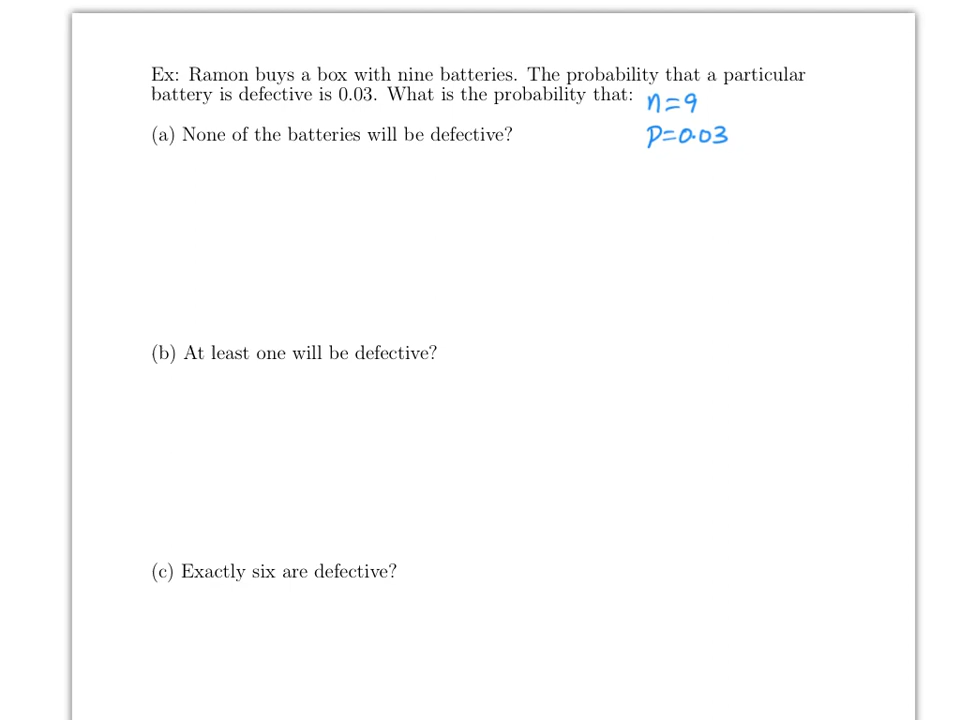 Ex: Ramon buys a box with nine batteries. The probability that a particular
battery is defective is 0.03. What is the probability that:
n=9
(a) None of the batteries will be defective?
p=0.03
(b) At least one will be defective?
(c) Exactly six are defective?